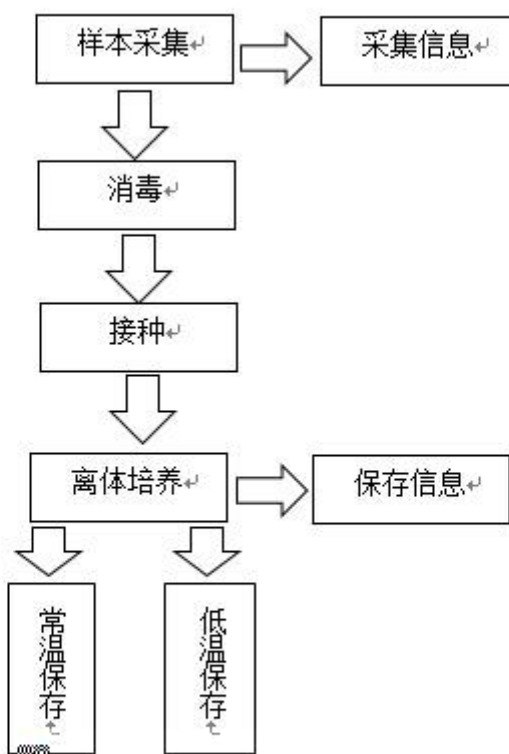 样本采集
采集信息
消毒
接种
离体培养
保存信息
常温保存
低温保存